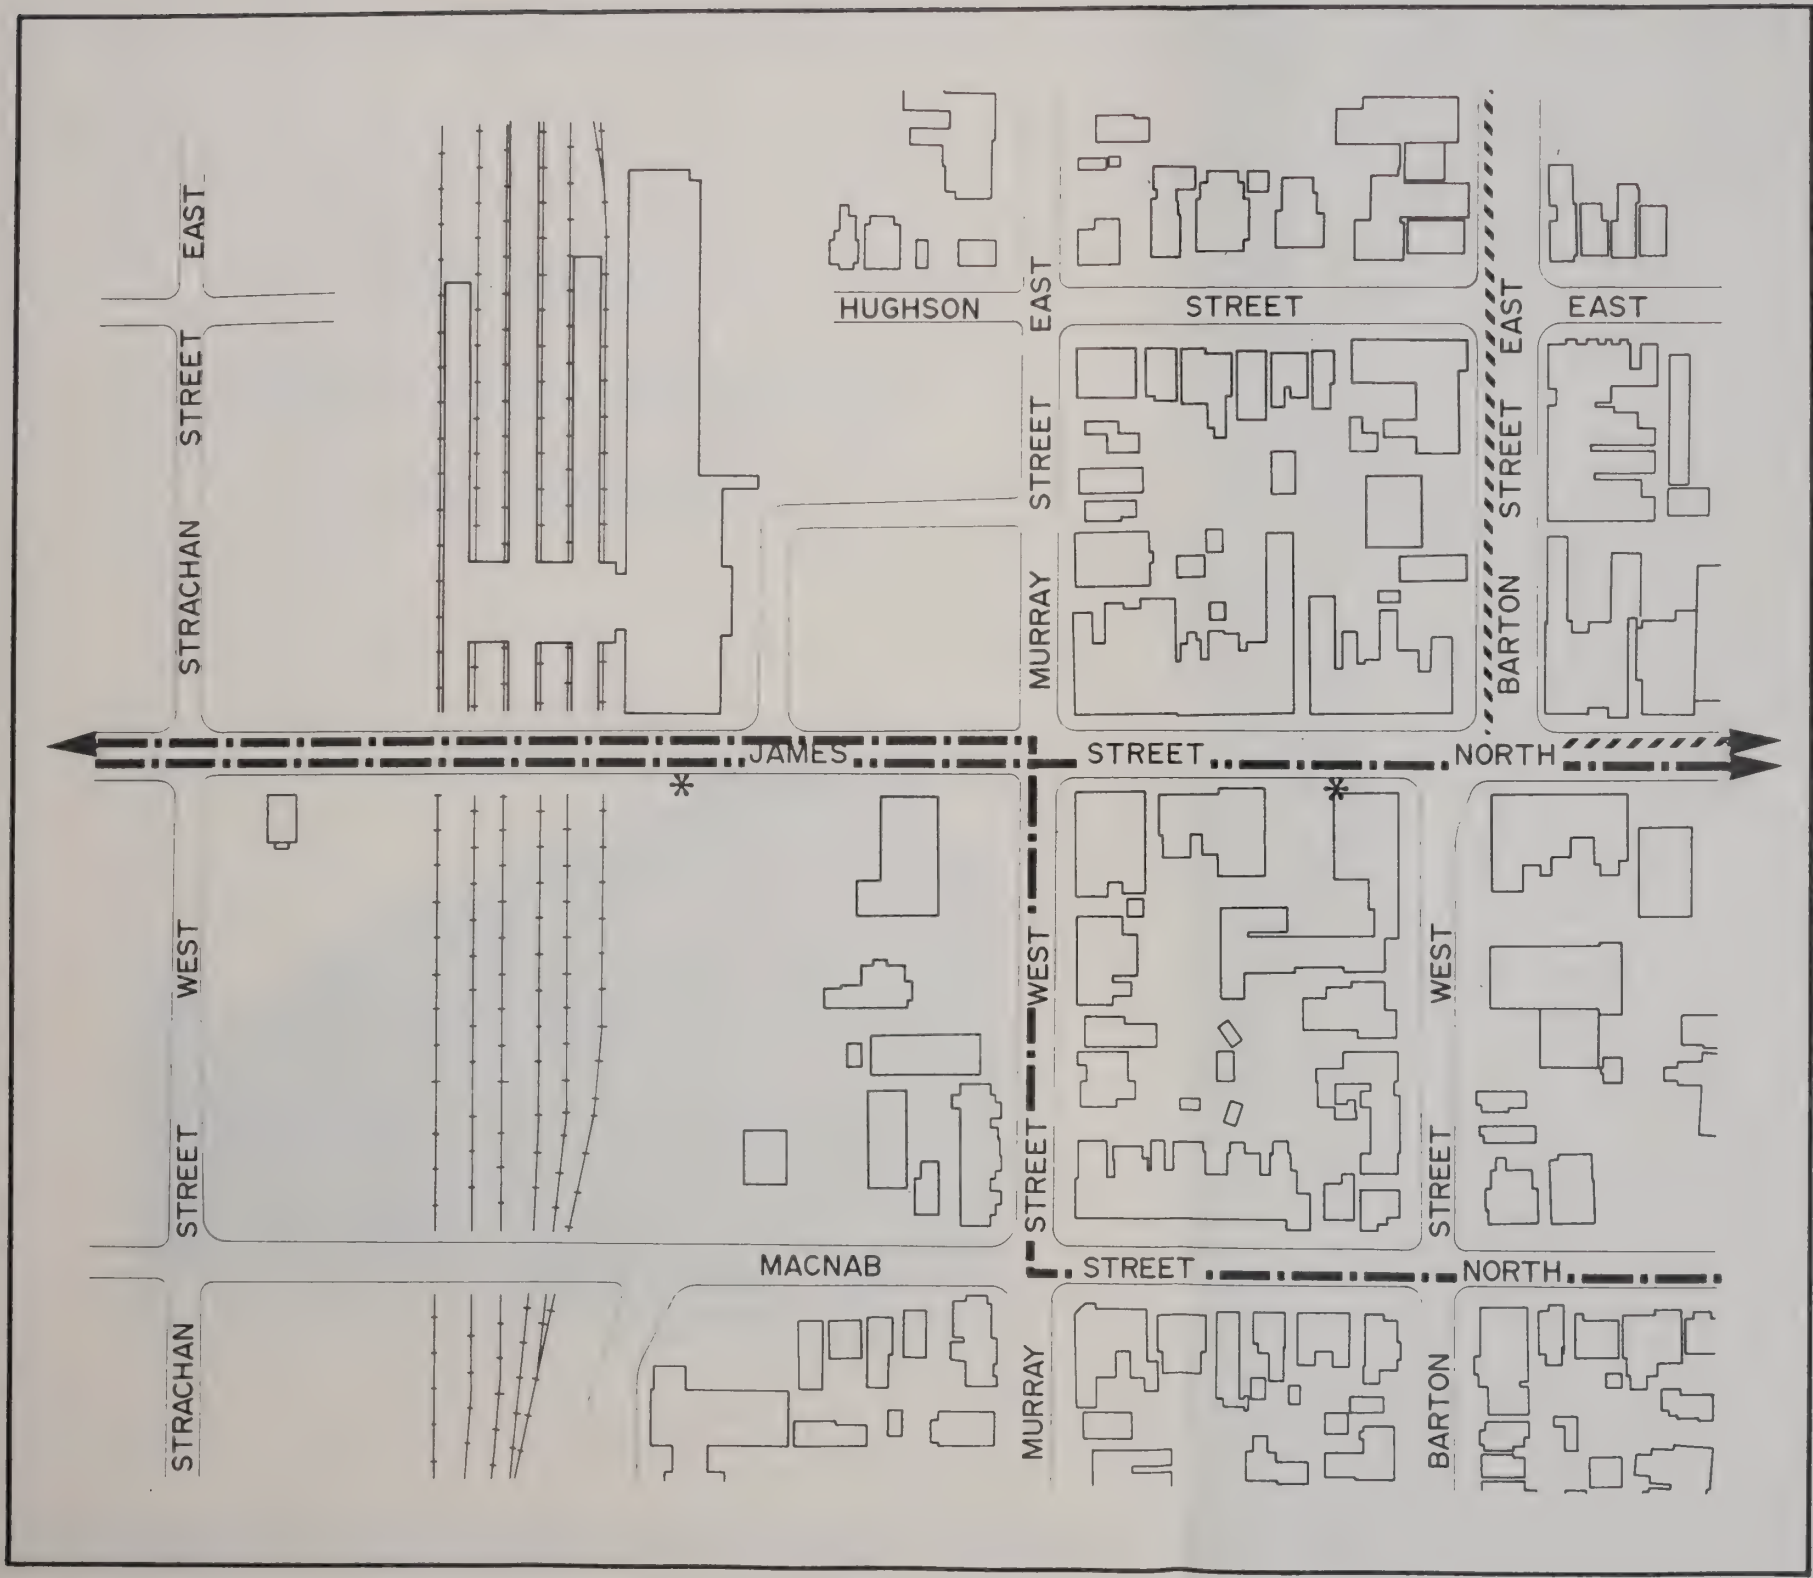 HUGHSON STREET EAST
JAMES STREET NORTH
MACNAB STREET NORTH
STRACHAN STREET EAST
STRACHAN STREET WEST
MURRAY STREET EAST
MURRAY STREET WEST
BARTON STREET EAST
BARTON STREET WEST